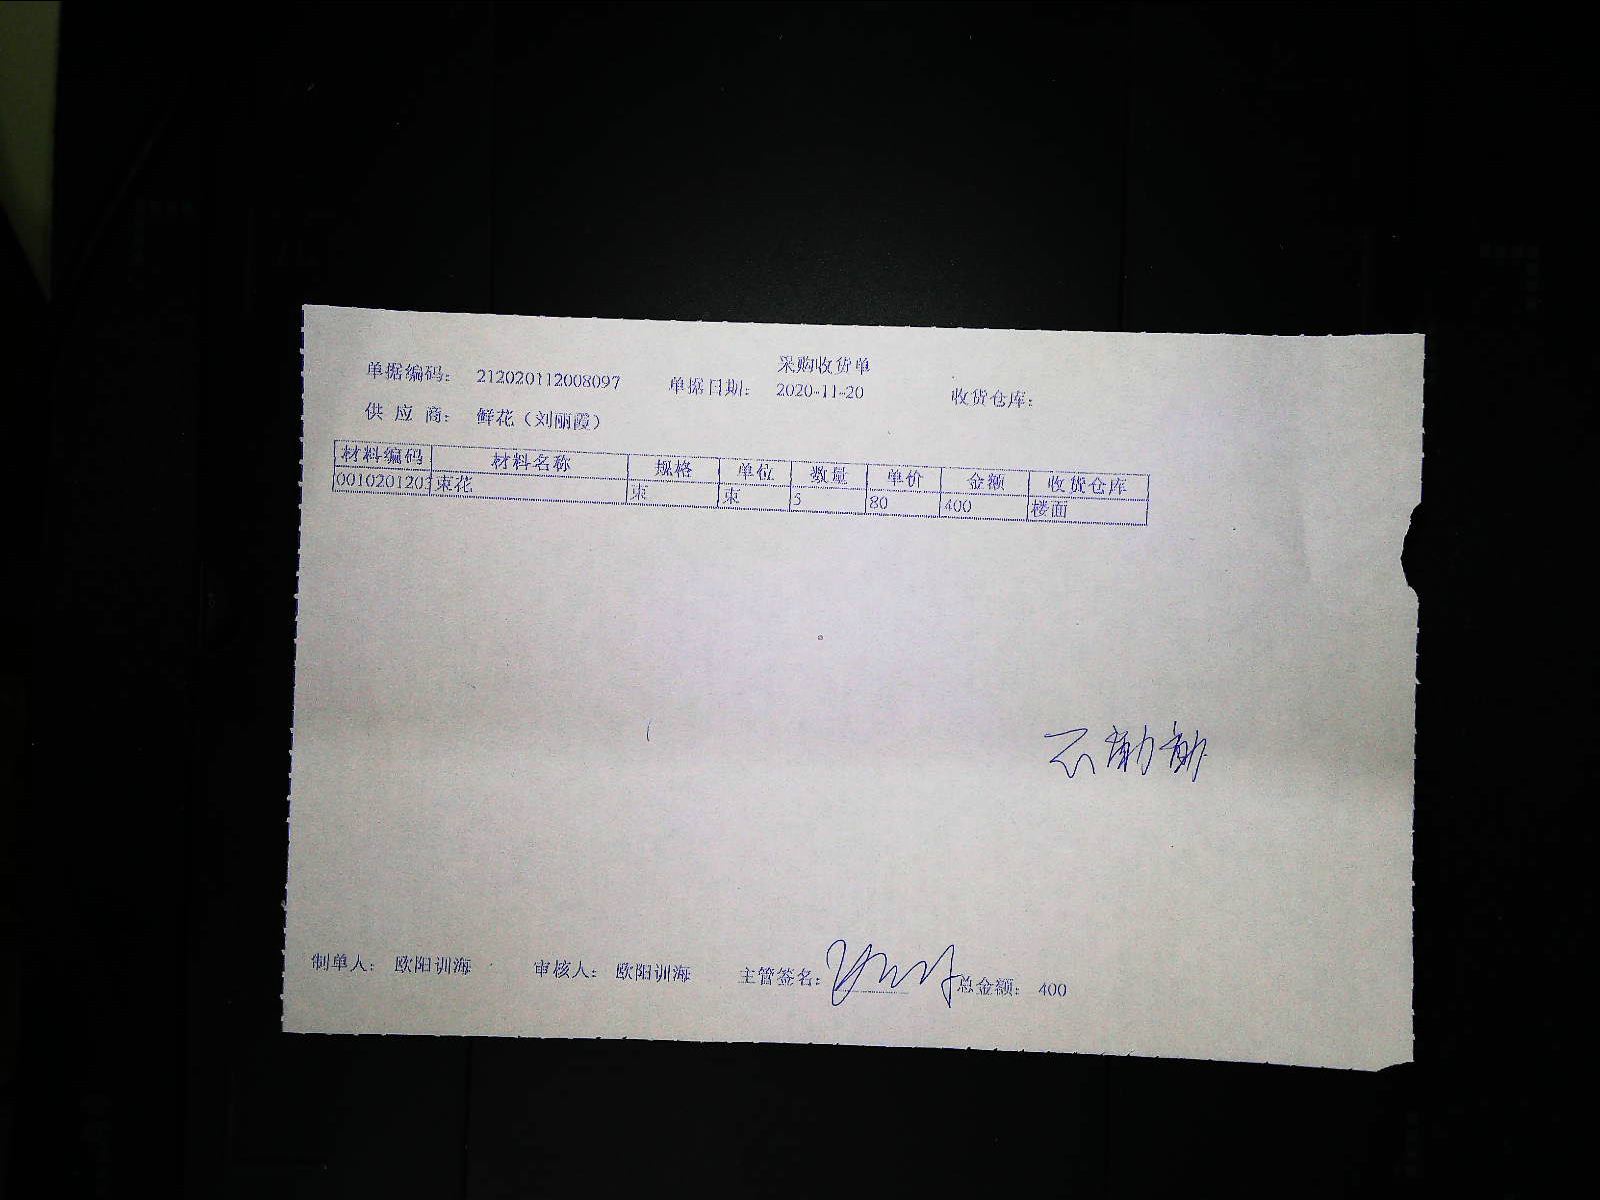 采购收货单
单据编码： 212020112008097 单据日期： 2020-11-20 收货仓库：
供 应 商： 鲜花（刘丽霞）
材料编码 材料名称 规格 单位 数量 单价 金额 收货仓库
0010201203 束花 束 束 5 80 400 楼面
制单人： 欧阳训海 审核人： 欧阳训海 主管签名： 总金额： 400